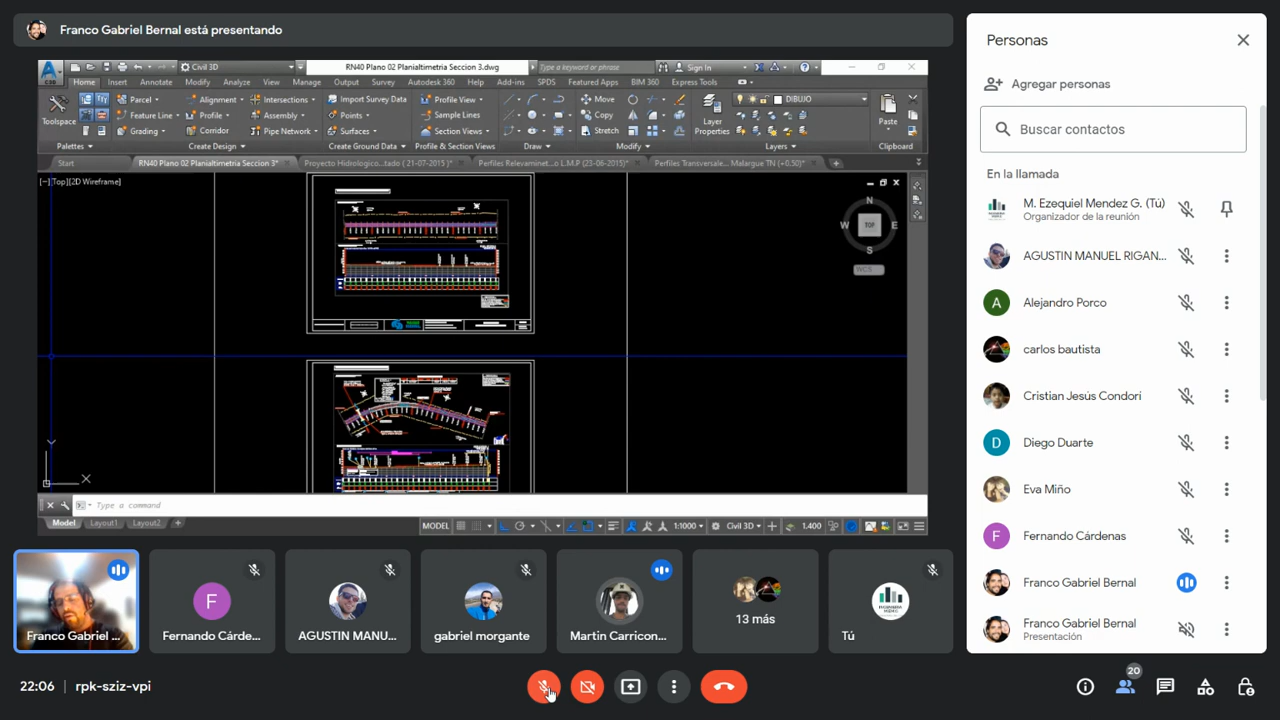 Franco Gabriel Bernal está presentando
Civil 3D
RN40 Plano 02 Planialtimetria Seccion 3.dwg
Type a keyword or phrase
Sign In
Home
Insert
Annotate
Modify
Analyze
View
Manage
Output
Survey
Autodesk 360
Help
Add-ins
SPDS
Featured Apps
BIM 360
Express Tools
Toolspace
Parcel
Feature Line
Grading
Alignment
Profile
Corridor
Intersections
Assembly
Pipe Network
Import Survey Data
Points
Surfaces
Profile View
Sample Lines
Section Views
Move
Copy
Stretch
Layer Properties
DIBUJO
Paste
Palettes
Create Design
Create Ground Data
Profile & Section Views
Draw
Modify
Layers
Clipboard
Start
RN40 Plano 02 Planialtimetria Seccion 3*
Proyecto Hidrologico...tado ( 21-07-2015 )*
Perfiles Relevamiento...o L.M.P (23-06-2015)*
Perfiles Transversale... Malargue TN (+0.50)*
[−][Top][2D Wireframe]
N
W
TOP
E
S
WCS
Type a command
Model
Layout1
Layout2
MODEL
1:1000
Civil 3D
1.400
Franco Gabriel ...
F
Fernando Cárde...
AGUSTIN MANU...
gabriel morgante
Martin Carricon...
13 más
Tú
22:06 | rpk-sziz-vpi
20
Personas
Agregar personas
Buscar contactos
En la llamada
M. Ezequiel Mendez G. (Tú)
Organizador de la reunión
AGUSTIN MANUEL RIGAN...
A
Alejandro Porco
carlos bautista
Cristian Jesús Condorí
D
Diego Duarte
Eva Miño
F
Fernando Cárdenas
Franco Gabriel Bernal
Franco Gabriel Bernal
Presentación